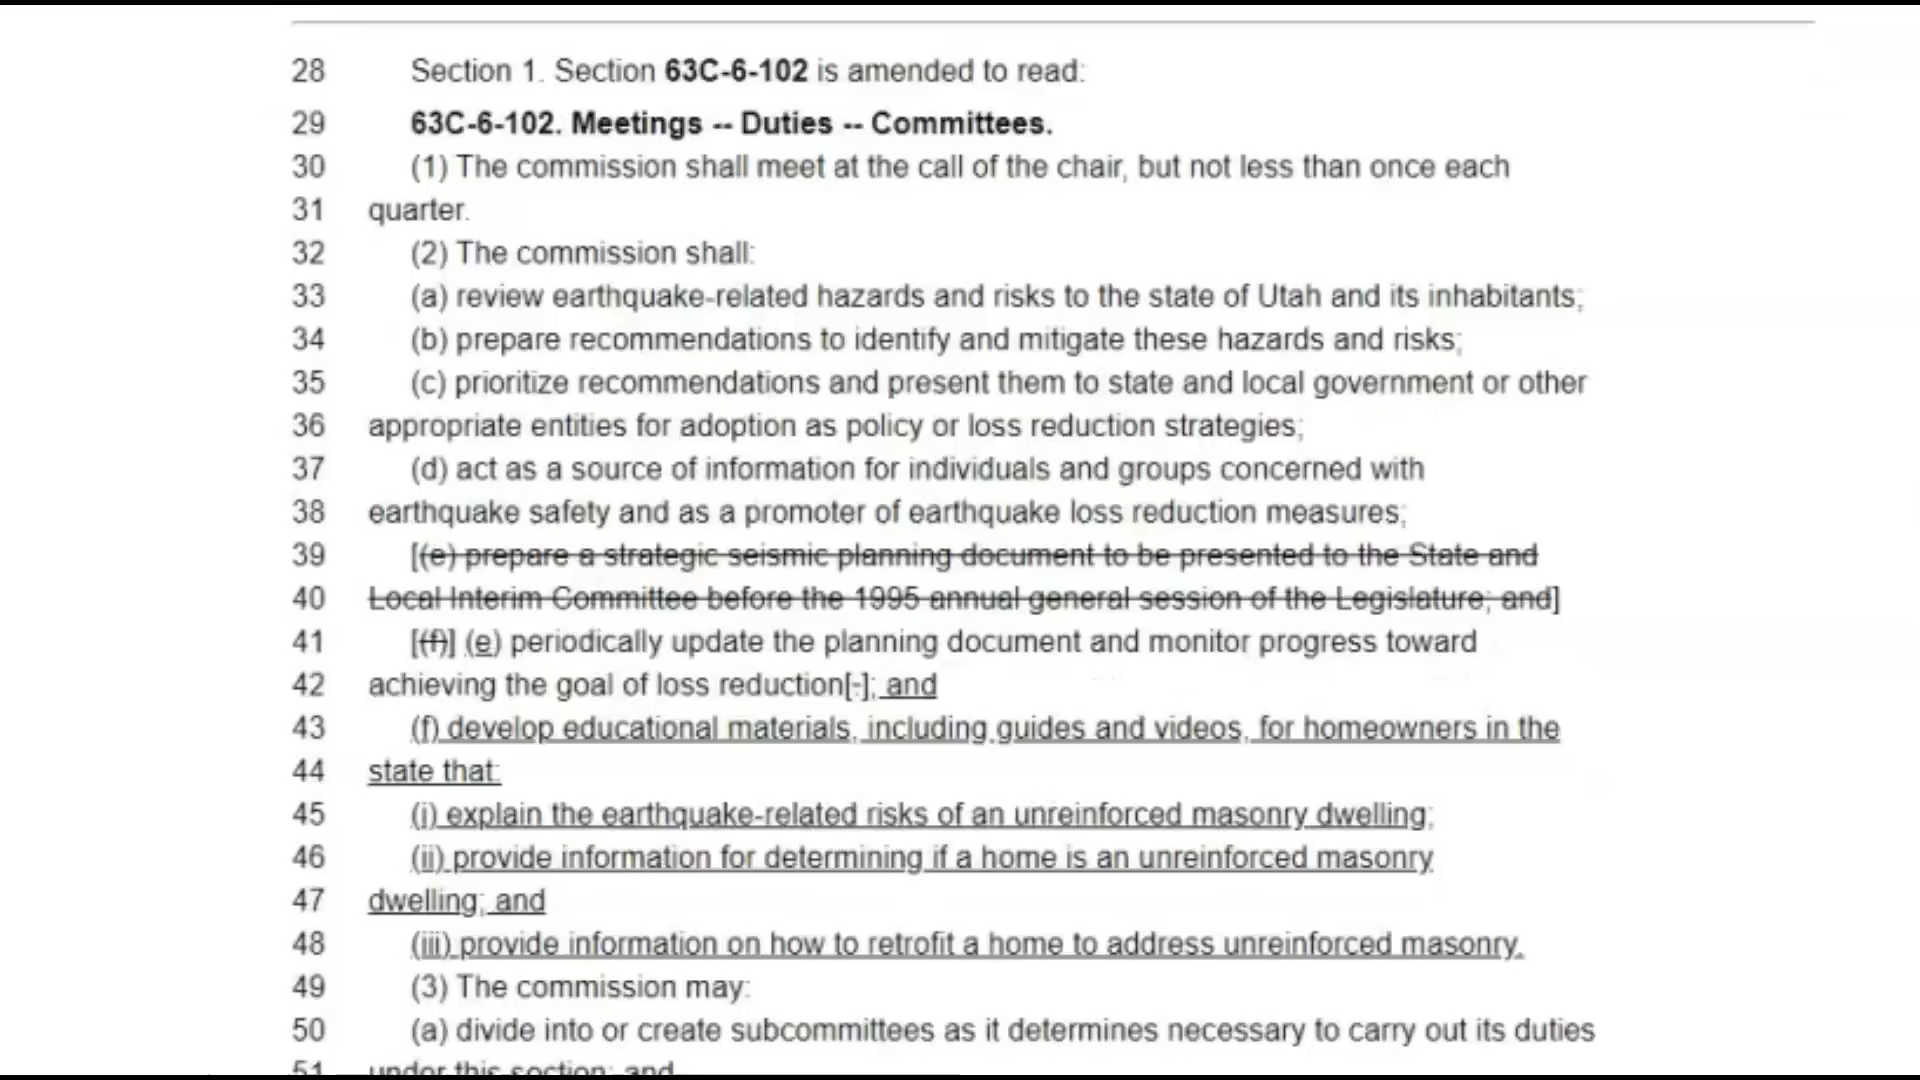 28 Section 1. Section 63C-6-102 is amended to read:
29 63C-6-102. Meetings -- Duties -- Committees.
30 (1) The commission shall meet at the call of the chair, but not less than once each
31 quarter.
32 (2) The commission shall:
33 (a) review earthquake-related hazards and risks to the state of Utah and its inhabitants;
34 (b) prepare recommendations to identify and mitigate these hazards and risks;
35 (c) prioritize recommendations and present them to state and local government or other
36 appropriate entities for adoption as policy or loss reduction strategies;
37 (d) act as a source of information for individuals and groups concerned with
38 earthquake safety and as a promoter of earthquake loss reduction measures;
39 [(e) prepare a strategic seismic planning document to be presented to the State and
40 Local Interim Committee before the 1995 annual general session of the Legislature; and]
41 [(f)] (e) periodically update the planning document and monitor progress toward
42 achieving the goal of loss reduction[.]; and
43 (f) develop educational materials, including guides and videos, for homeowners in the
44 state that:
45 (i) explain the earthquake-related risks of an unreinforced masonry dwelling;
46 (ii) provide information for determining if a home is an unreinforced masonry
47 dwelling; and
48 (iii) provide information on how to retrofit a home to address unreinforced masonry.
49 (3) The commission may:
50 (a) divide into or create subcommittees as it determines necessary to carry out its duties
51 under this section; and